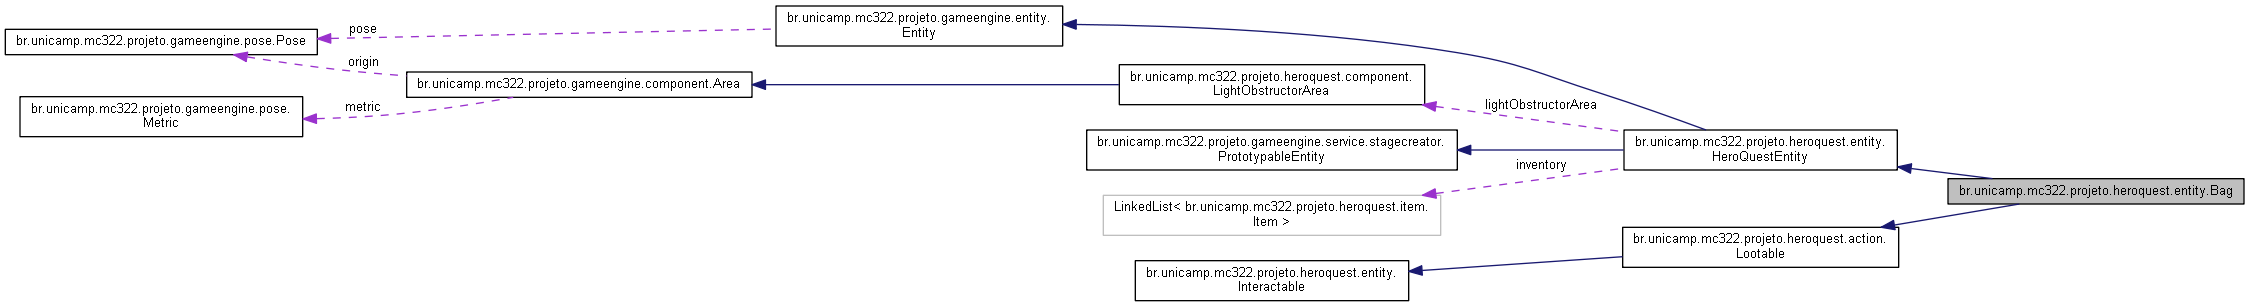 br.unicamp.mc322.projeto.gameengine.entity.
Entity
pose
br.unicamp.mc322.projeto.gameengine.pose.Pose
origin
br.unicamp.mc322.projeto.gameengine.component.Area
metric
br.unicamp.mc322.projeto.gameengine.pose.
Metric
br.unicamp.mc322.projeto.heroquest.component.
LightObstructorArea
lightObstructorArea
br.unicamp.mc322.projeto.gameengine.service.stagecreator.
PrototypableEntity
br.unicamp.mc322.projeto.heroquest.entity.
HeroQuestEntity
inventory
LinkedList< br.unicamp.mc322.projeto.heroquest.item.
Item >
br.unicamp.mc322.projeto.heroquest.entity.Bag
br.unicamp.mc322.projeto.heroquest.action.
Lootable
br.unicamp.mc322.projeto.heroquest.entity.
Interactable